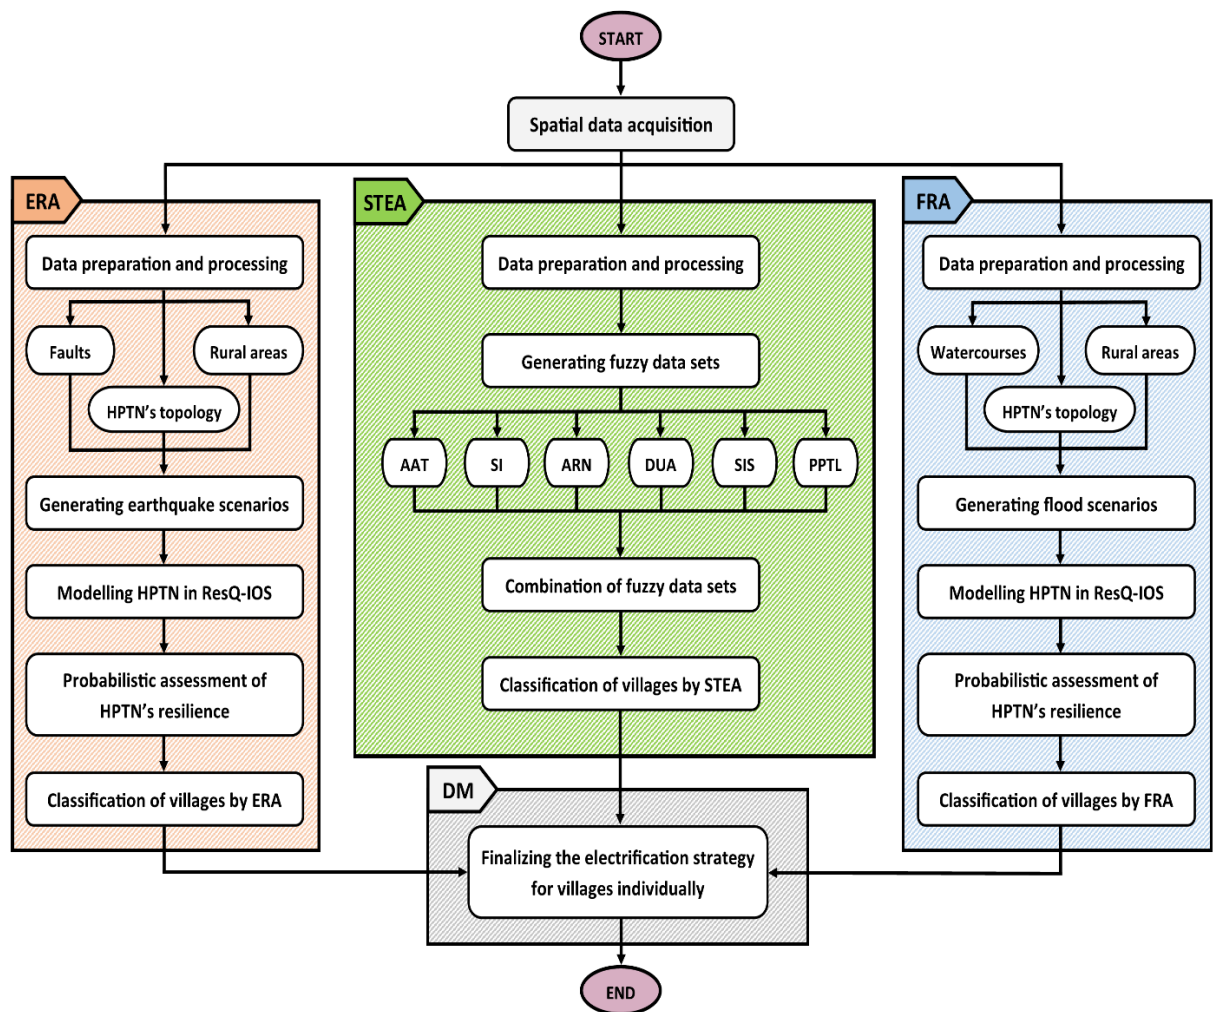 START
Spatial data acquisition
ERA
Data preparation and processing
Faults
Rural areas
HPTN's topology
Generating earthquake scenarios
Modelling HPTN in ResQ-IOS
Probabilistic assessment of
HPTN's resilience
Classification of villages by ERA
STEA
Data preparation and processing
Generating fuzzy data sets
AAT
SI
ARN
DUA
SIS
PPTL
Combination of fuzzy data sets
Classification of villages by STEA
FRA
Data preparation and processing
Watercourses
Rural areas
HPTN's topology
Generating flood scenarios
Modelling HPTN in ResQ-IOS
Probabilistic assessment of
HPTN's resilience
Classification of villages by FRA
DM
Finalizing the electrification strategy
for villages individually
END